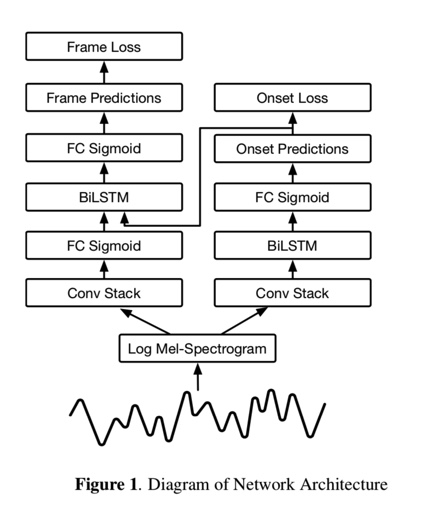 Frame Loss
Frame Predictions
Onset Loss
FC Sigmoid
Onset Predictions
BiLSTM
FC Sigmoid
FC Sigmoid
BiLSTM
Conv Stack
Conv Stack
Log Mel-Spectrogram
Figure 1. Diagram of Network Architecture